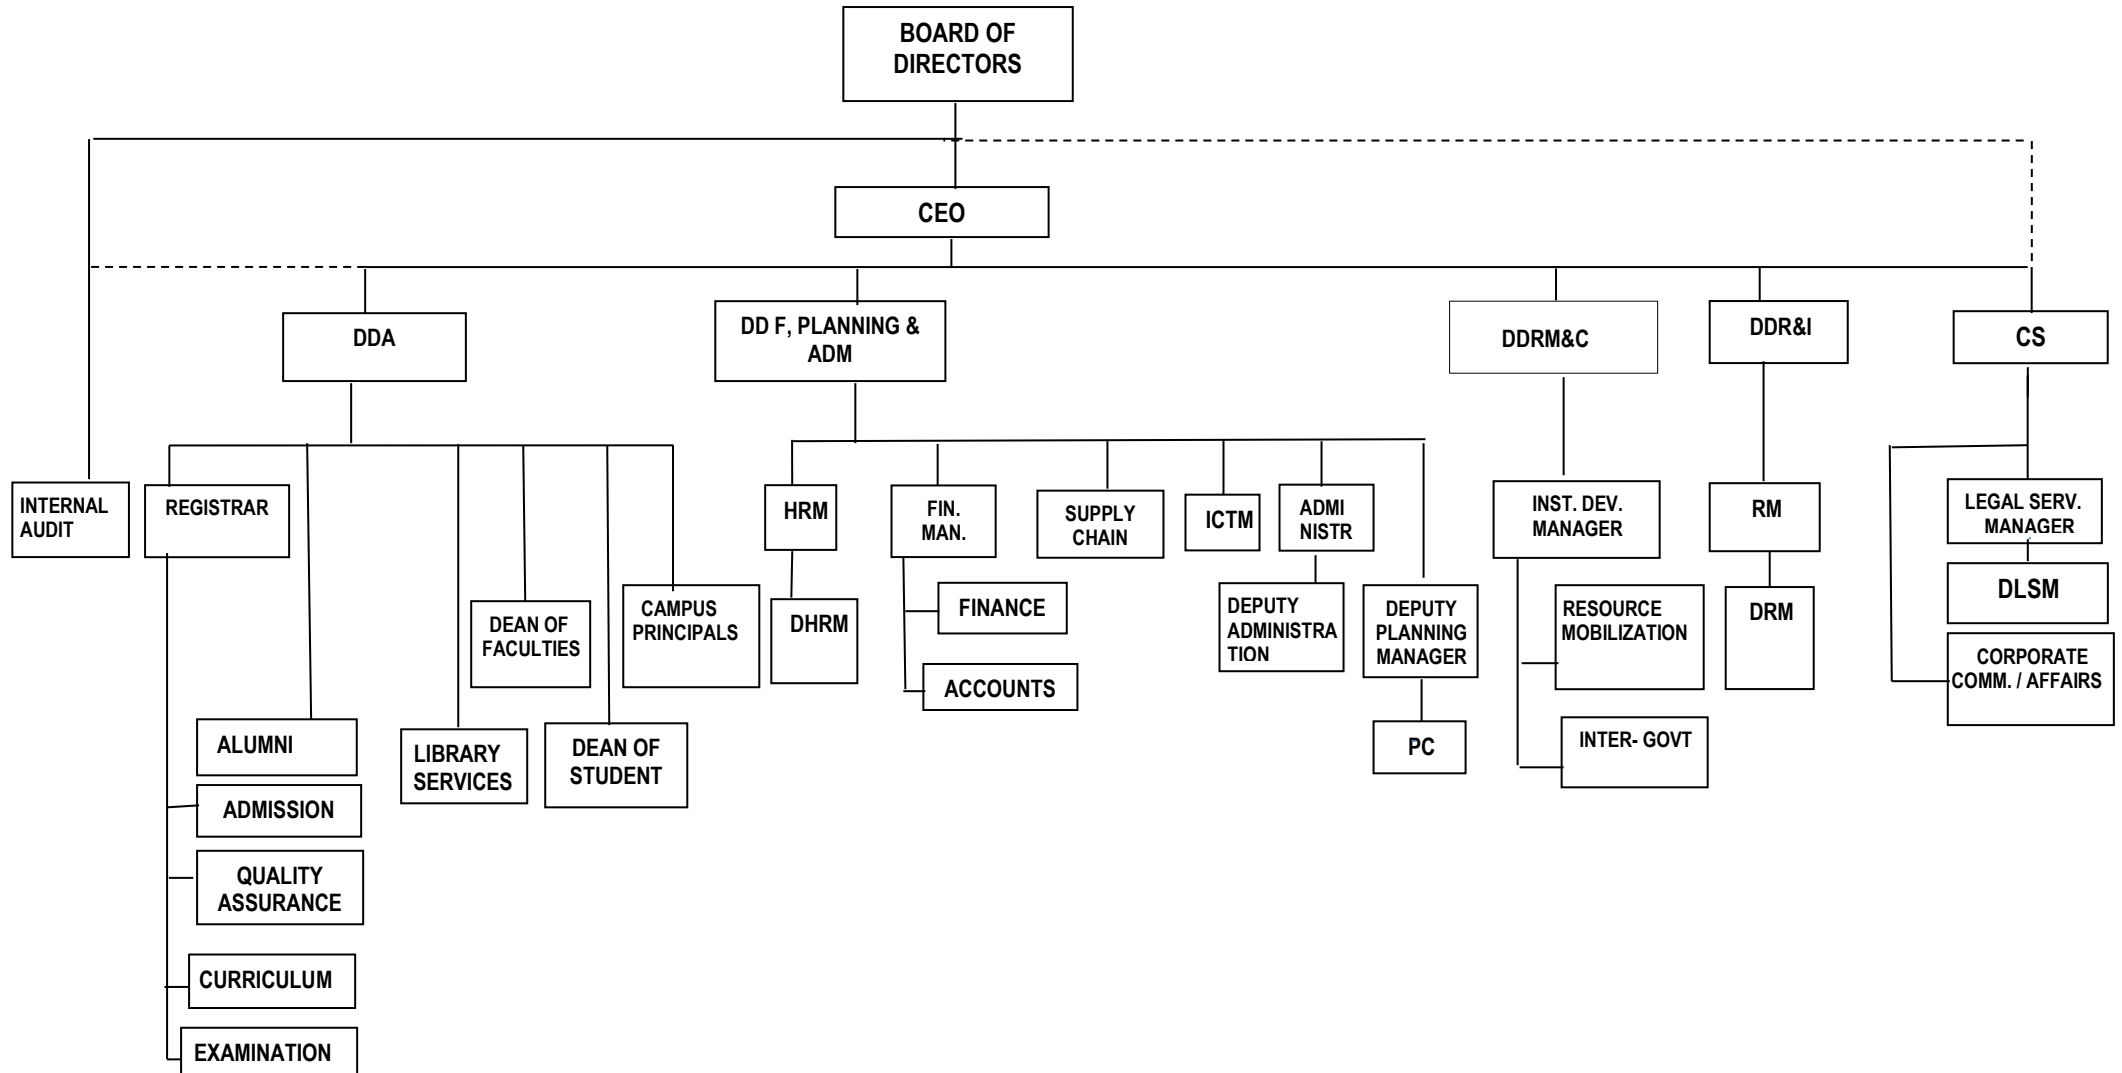 BOARD OF
DIRECTORS
CEO
DDA
DD F, PLANNING &
ADM
DDRM&C
DDR&I
CS
INTERNAL
AUDIT
REGISTRAR
HRM
FIN.
MAN.
SUPPLY
CHAIN
ICTM
ADMI
NISTR
INST. DEV.
MANAGER
RM
LEGAL SERV.
MANAGER
DEAN OF
FACULTIES
CAMPUS
PRINCIPALS
DHRM
FINANCE
ACCOUNTS
DEPUTY
ADMINISTRA
TION
DEPUTY
PLANNING
MANAGER
RESOURCE
MOBILIZATION
DRM
DLSM
CORPORATE
COMM. / AFFAIRS
ALUMNI
LIBRARY
SERVICES
DEAN OF
STUDENT
PC
INTER- GOVT
ADMISSION
QUALITY
ASSURANCE
CURRICULUM
EXAMINATION